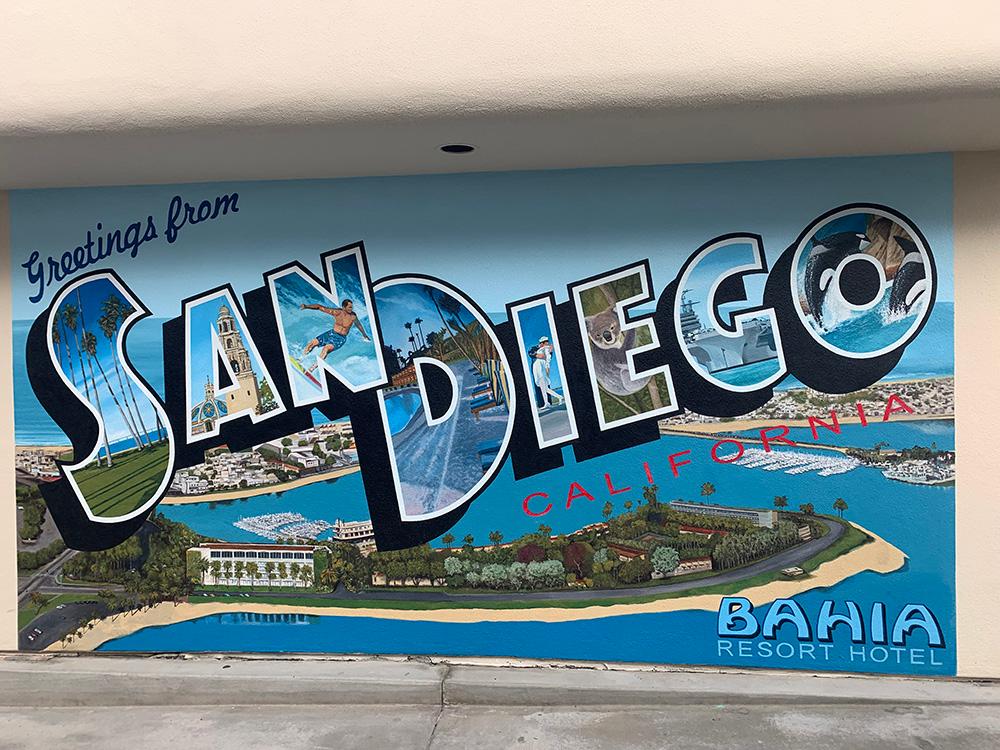 Greetings from
SAN DIEGO
CALIFORNIA
BAHIA
RESORT HOTEL